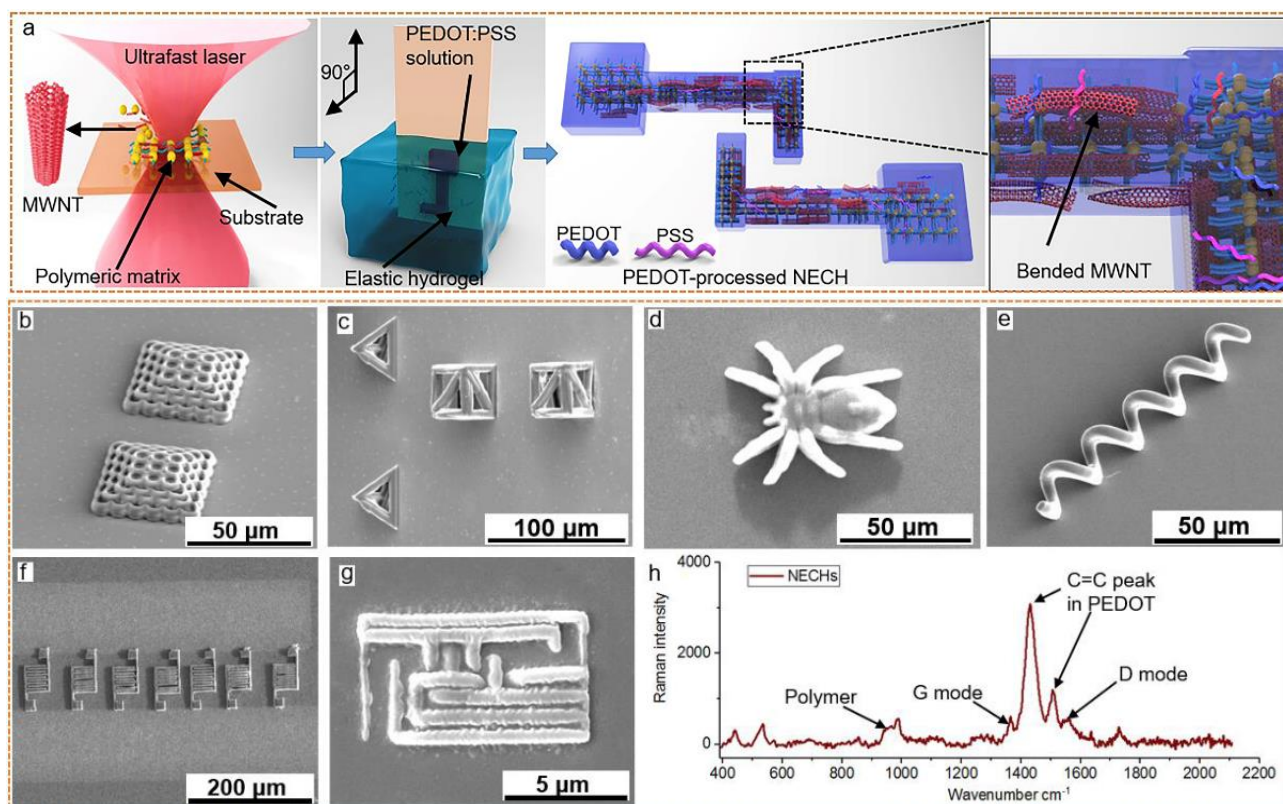 a
Ultrafast laser
MWNT
Substrate
Polymeric matrix
90°
PEDOT:PSS
solution
Elastic hydrogel
PEDOT
PSS
PEDOT-processed NECH
Bended MWNT
b
50 µm
c
100 µm
d
50 µm
e
50 µm
f
200 µm
g
5 µm
h
NECHs
C=C peak
in PEDOT
Polymer
G mode
D mode
Raman intensity
4000
2000
0
400 600 800 1000 1200 1400 1600 1800 2000 2200
Wavenumber cm⁻¹